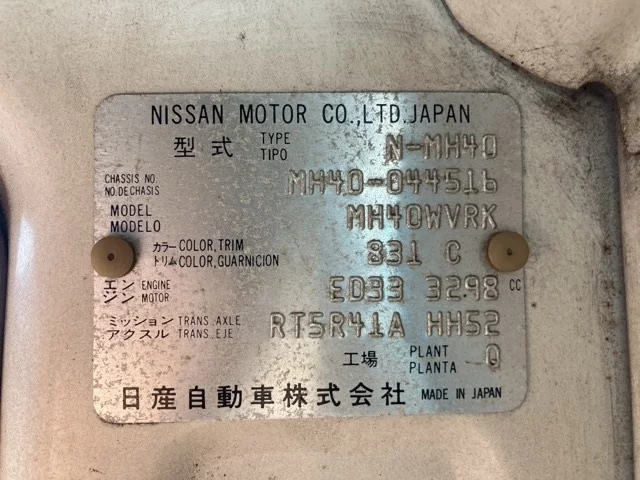 NISSAN MOTOR CO.,LTD.JAPAN
型式 TYPE TIPO N-MH40
CHASSIS NO. NO.DE CHASIS MH40-044516
MODEL MODELO MH40WVRK
カラー COLOR, TRIM トリム COLOR, GUARNICION 831 C
エンジン ENGINE MOTOR ED33 3298 CC
ミッション TRANS. AXLE アクスル TRANS. EJE RT5R41A HH52
工場 PLANT PLANTA Q
日産自動車株式会社 MADE IN JAPAN